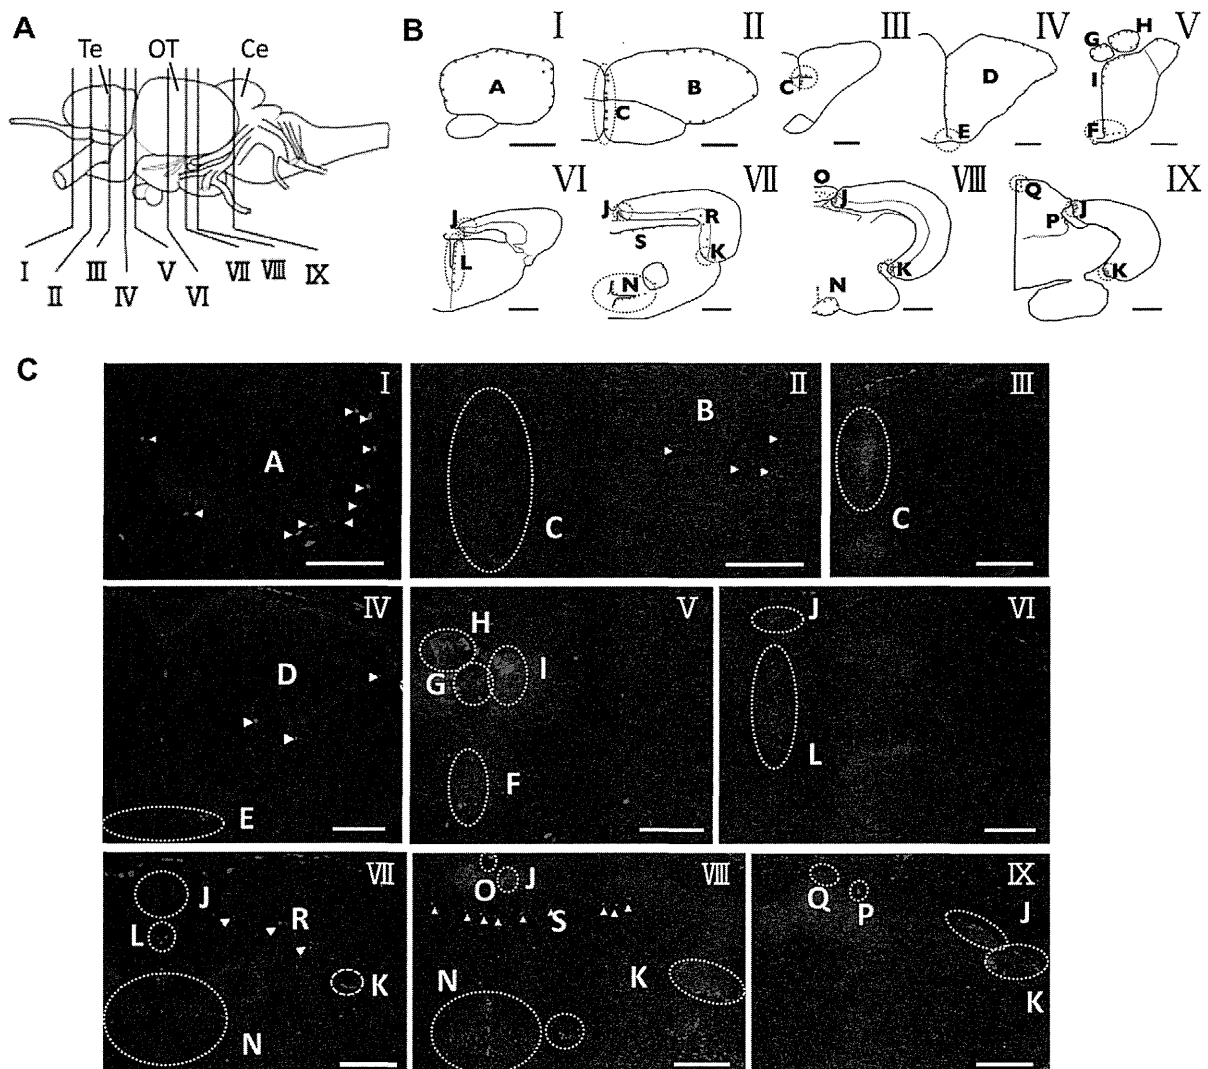 A
Te OT Ce
I II III IV V VI VII VIII IX
B
I II III IV V
A B C C D E G H I F
VI VII VIII IX
J L J R S K N O J K N Q P J K
C
I II III
A B C C
IV V VI
D E H G I F J L
VII VIII IX
J R L K N O J S N K Q P J K